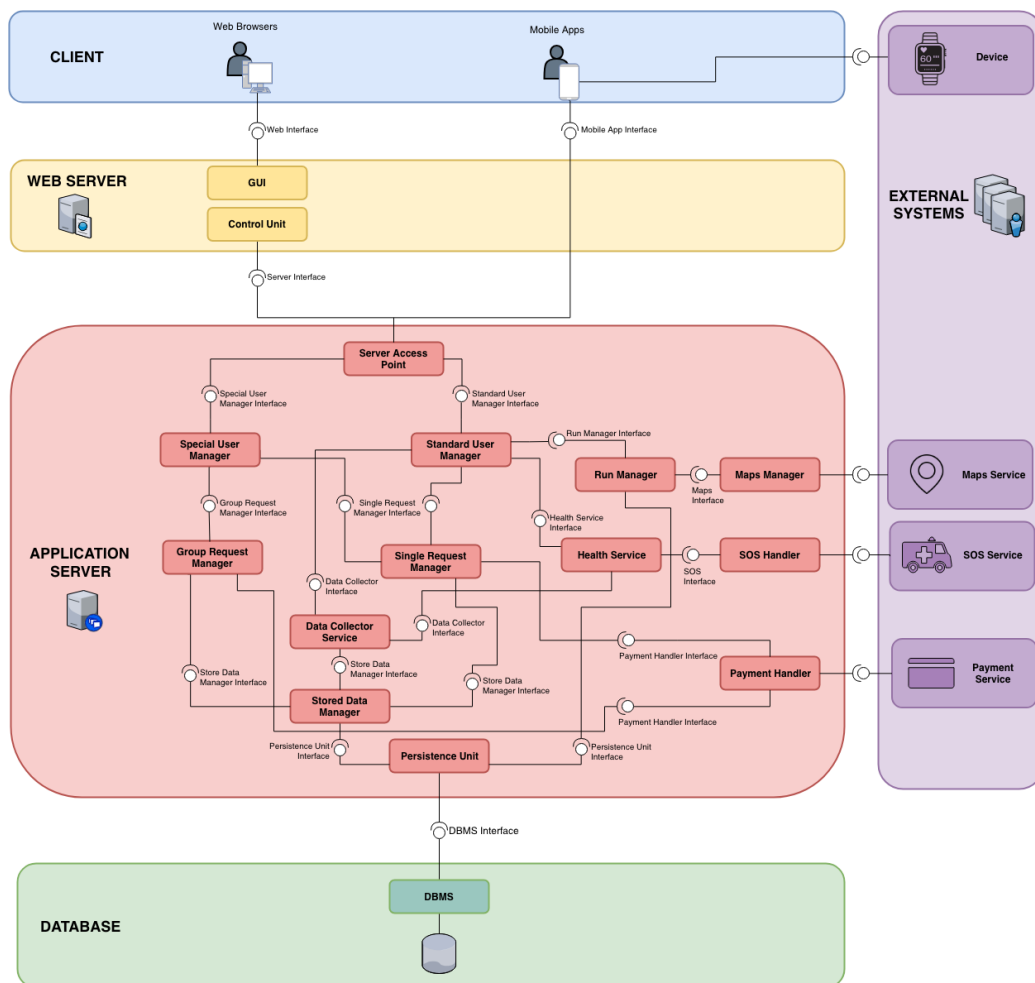 Web Browsers
Mobile Apps
CLIENT
60
Device
Web Interface
Mobile App Interface
WEB SERVER
GUI
Control Unit
EXTERNAL
SYSTEMS
Server Interface
Server Access
Point
Special User
Manager Interface
Standard User
Manager Interface
Special User
Manager
Standard User
Manager
Run Manager Interface
Run Manager
Maps
Interface
Maps Manager
Maps Service
Group Request
Manager Interface
Single Request
Manager Interface
Health Service
Interface
APPLICATION
SERVER
Group Request
Manager
Single Request
Manager
Health Service
SOS
Interface
SOS Handler
SOS Service
Data Collector
Interface
Data Collector
Service
Data Collector
Interface
Payment Handler Interface
Store Data
Manager Interface
Store Data
Manager Interface
Store Data
Manager Interface
Payment Handler
Payment
Service
Stored Data
Manager
Payment Handler Interface
Persistence Unit
Interface
Persistence Unit
Persistence Unit
Interface
DBMS Interface
DBMS
DATABASE